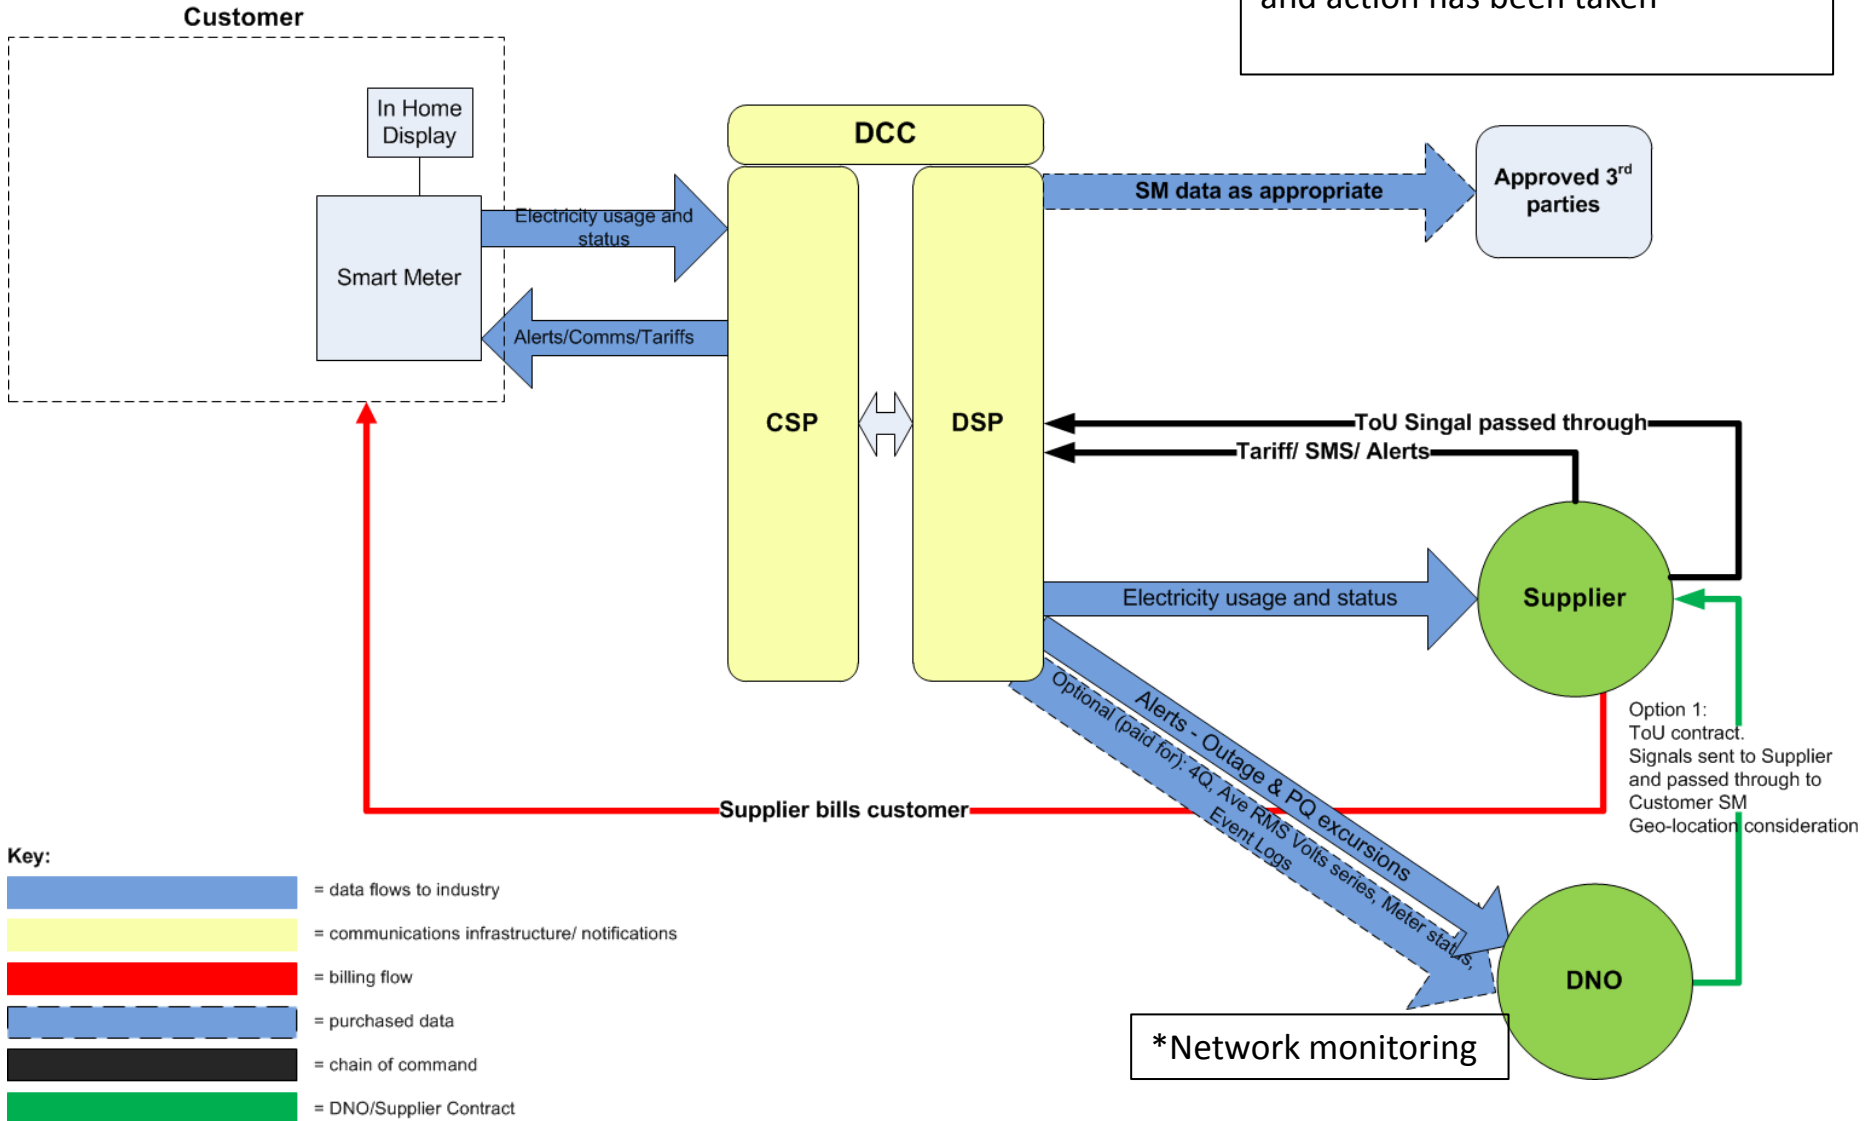 and action has been taken
Customer
In Home
Display
Smart Meter
Electricity usage and
status
Alerts/Comms/Tariffs
DCC
CSP
DSP
SM data as appropriate
Approved 3rd
parties
ToU Singal passed through
Tariff/ SMS/ Alerts
Electricity usage and status
Supplier
Alerts - Outage & PQ excursions
Optional (paid for): 4Q, Ave RMS Volts series, Meter status,
Event Logs
Option 1:
ToU contract.
Signals sent to Supplier
and passed through to
Customer SM
Geo-location consideration
Supplier bills customer
DNO
*Network monitoring
Key:
= data flows to industry
= communications infrastructure/ notifications
= billing flow
= purchased data
= chain of command
= DNO/Supplier Contract